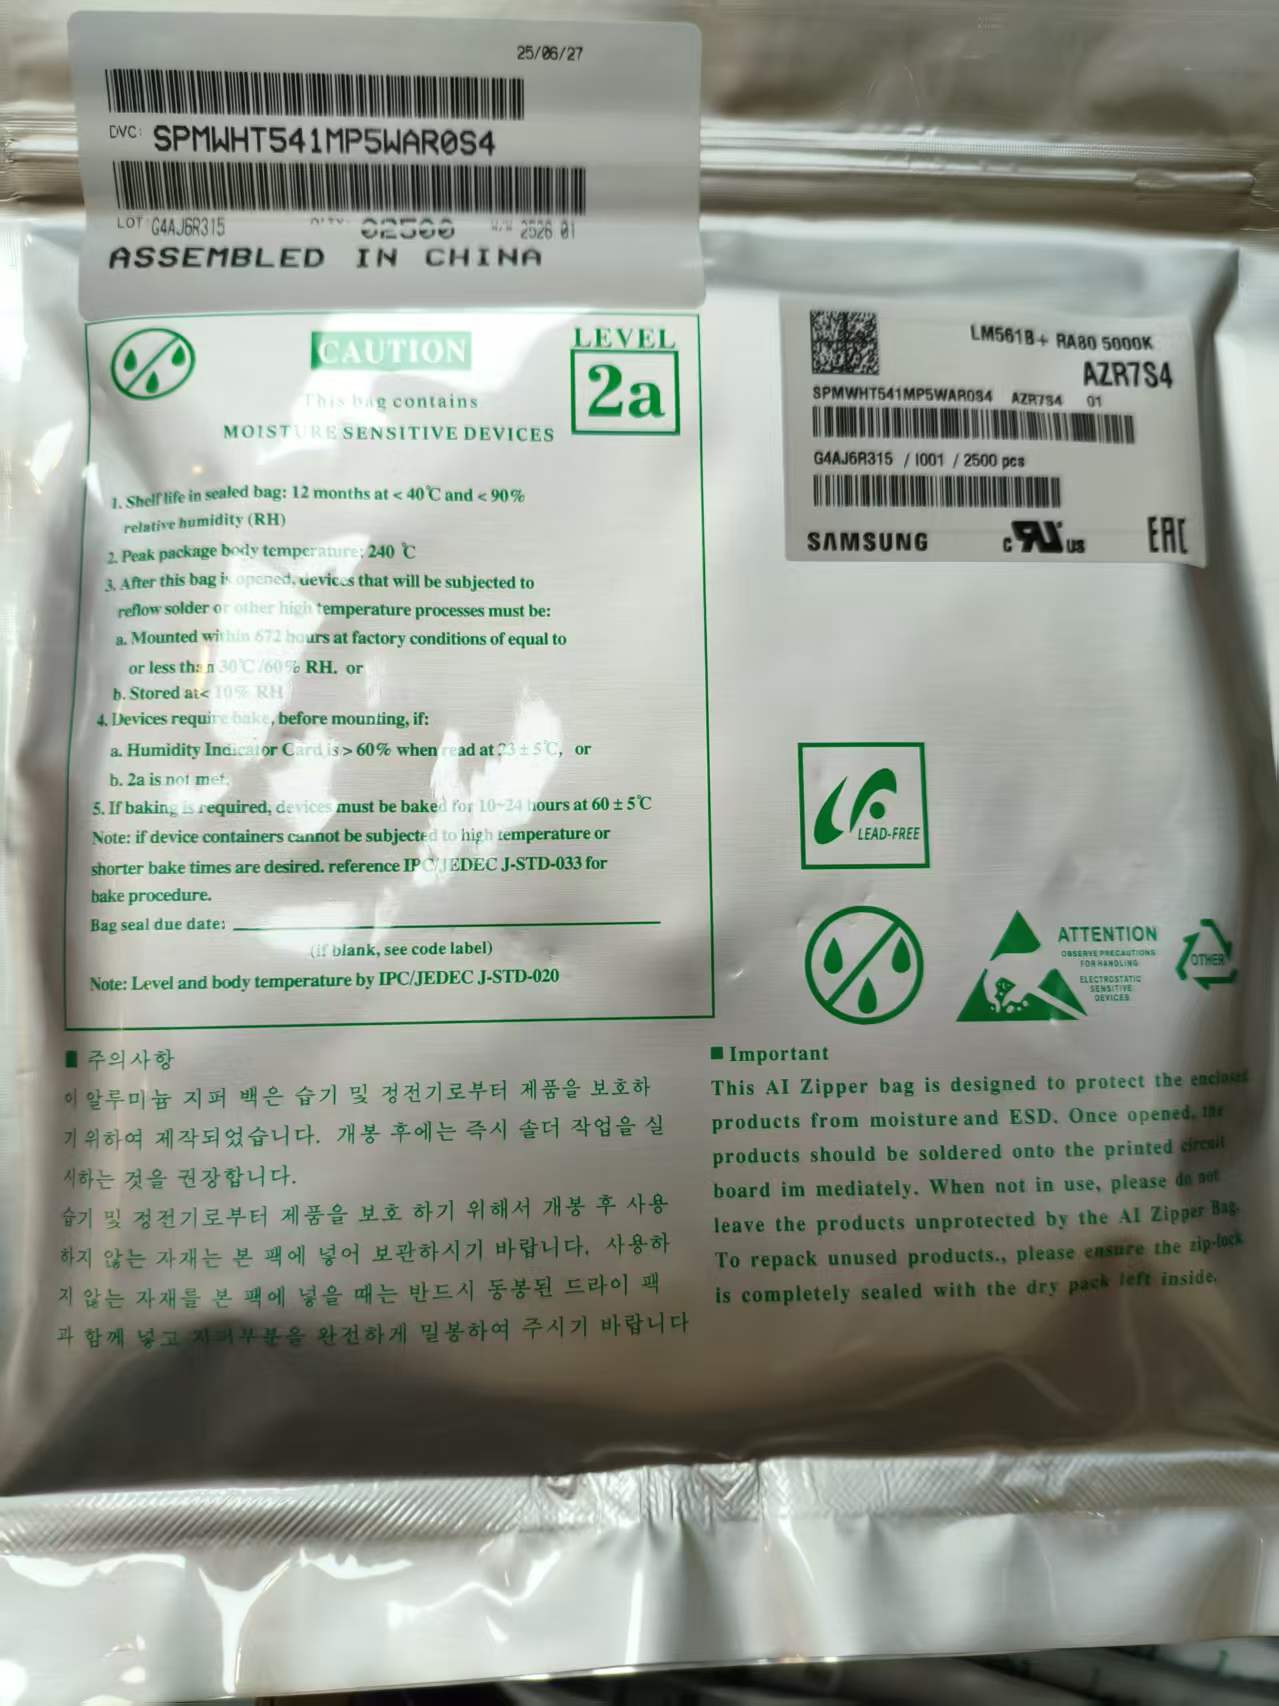 25/06/27
DVC: SPMWHT541MP5WAR0S4
LOT G4AJ6R315 Q'TY: 02500 2526 01
ASSEMBLED IN CHINA
CAUTION
LEVEL
2a
This bag contains
MOISTURE SENSITIVE DEVICES
1. Shelf life in sealed bag: 12 months at < 40℃ and < 90%
relative humidity (RH)
2. Peak package body temperature: 240 ℃
3. After this bag is opened, devices that will be subjected to
reflow solder or other high temperature processes must be:
a. Mounted within 672 hours at factory conditions of equal to
or less than 30℃/60% RH. or
b. Stored at< 10% RH
4. Devices require bake, before mounting, if:
a. Humidity Indicator Card is > 60% when read at 23 ± 5℃, or
b. 2a is not met.
5. If baking is required, devices must be baked for 10~24 hours at 60 ± 5℃
Note: if device containers cannot be subjected to high temperature or
shorter bake times are desired. reference IPC/JEDEC J-STD-033 for
bake procedure.
Bag seal due date:
(if blank, see code label)
Note: Level and body temperature by IPC/JEDEC J-STD-020
LM561B+ RA80 5000K
AZR7S4
SPMWHT541MP5WAR0S4 AZR7S4 01
G4AJ6R315 / I001 / 2500 pcs
SAMSUNG
c RU us
EAC
LEAD-FREE
ATTENTION
OBSERVE PRECAUTIONS
FOR HANDLING
ELECTROSTATIC
SENSITIVE
DEVICES
OTHER
■ 주의사항
이 알루미늄 지퍼 백은 습기 및 정전기로부터 제품을 보호하
기위하여 제작되었습니다. 개봉 후에는 즉시 솔더 작업을 실
시하는 것을 권장합니다.
습기 및 정전기로부터 제품을 보호 하기 위해서 개봉 후 사용
하지 않는 자재는 본 팩에 넣어 보관하시기 바랍니다. 사용하
지 않는 자재를 본 팩에 넣을 때는 반드시 동봉된 드라이 팩
과 함께 넣고 지퍼부분을 완전하게 밀봉하여 주시기 바랍니다
■ Important
This AI Zipper bag is designed to protect the enclosed
products from moisture and ESD. Once opened, the
products should be soldered onto the printed circuit
board im mediately. When not in use, please do not
leave the products unprotected by the AI Zipper Bag.
To repack unused products., please ensure the zip-lock
is completely sealed with the dry pack left inside.